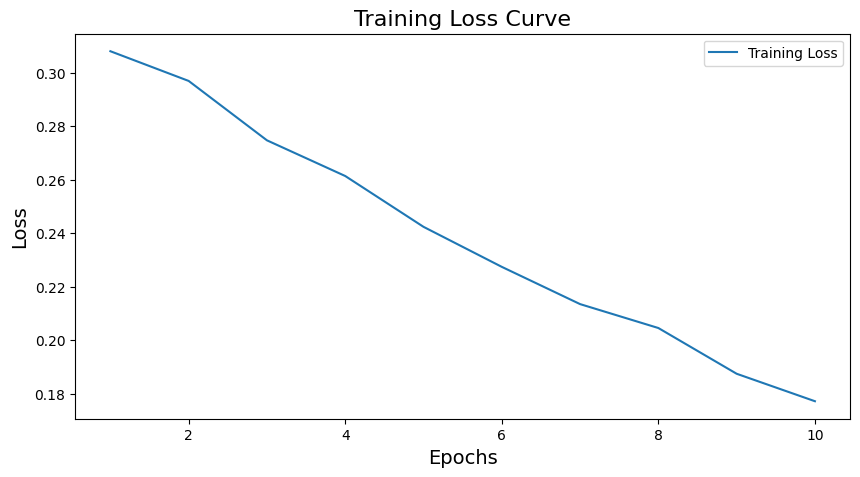 Training Loss Curve
Training Loss
0.30
0.28
0.26
0.24
0.22
0.20
0.18
Loss
2 4 6 8 10
Epochs